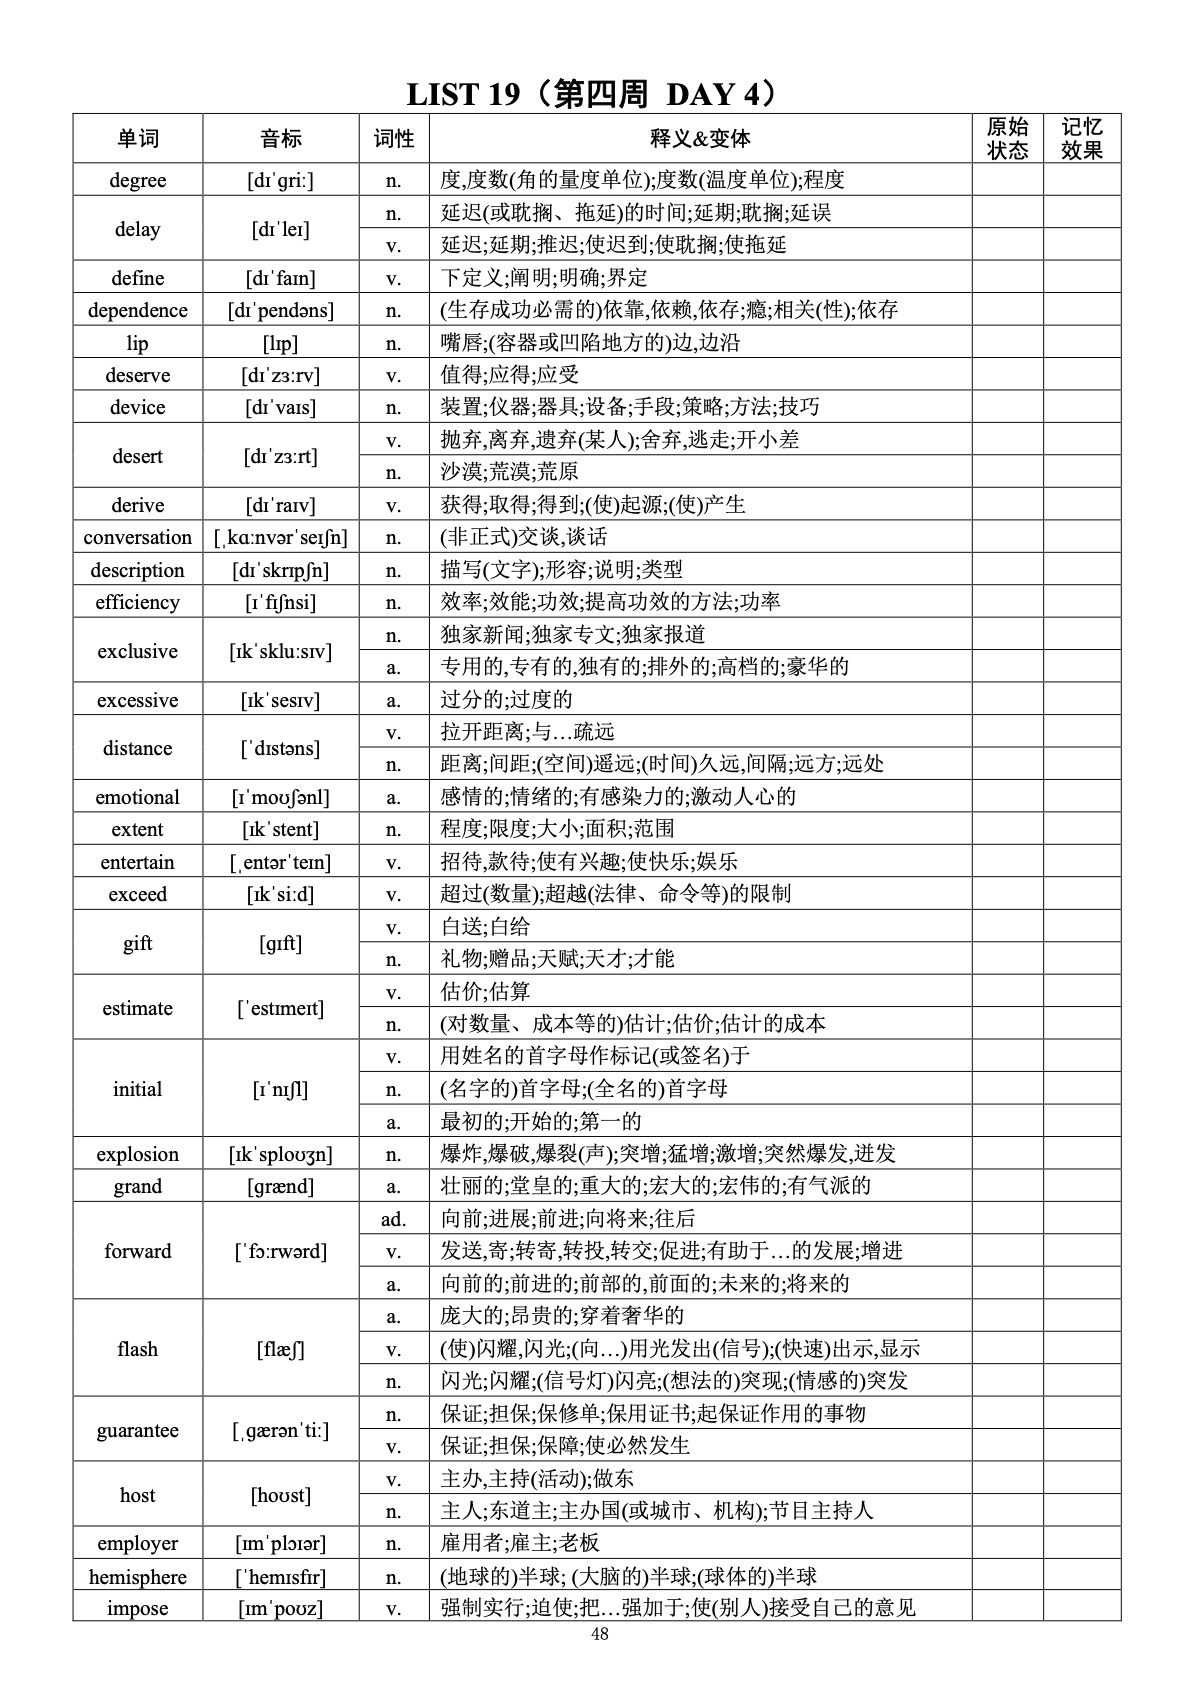 LIST 19（第四周 DAY 4）
单词 音标 词性 释义&变体 原始状态 记忆效果
degree [dɪˈɡriː] n. 度,度数(角的量度单位);度数(温度单位);程度
delay [dɪˈleɪ] n. 延迟(或耽搁、拖延)的时间;延期;耽搁;延误
v. 延迟;延期;推迟;使迟到;使耽搁;使拖延
define [dɪˈfaɪn] v. 下定义;阐明;明确;界定
dependence [dɪˈpendəns] n. (生存成功必需的)依靠,依赖,依存;瘾;相关(性);依存
lip [lɪp] n. 嘴唇;(容器或凹陷地方的)边,边沿
deserve [dɪˈzɜːrv] v. 值得;应得;应受
device [dɪˈvaɪs] n. 装置;仪器;器具;设备;手段;策略;方法;技巧
desert [dɪˈzɜːrt] v. 抛弃,离弃,遗弃(某人);舍弃,逃走;开小差
n. 沙漠;荒漠;荒原
derive [dɪˈraɪv] v. 获得;取得;得到;(使)起源;(使)产生
conversation [ˌkɑːnvərˈseɪʃn] n. (非正式)交谈,谈话
description [dɪˈskrɪpʃn] n. 描写(文字);形容;说明;类型
efficiency [ɪˈfɪʃnsi] n. 效率;效能;功效;提高功效的方法;功率
exclusive [ɪkˈskluːsɪv] n. 独家新闻;独家专文;独家报道
a. 专用的,专有的,独有的;排外的;高档的;豪华的
excessive [ɪkˈsesɪv] a. 过分的;过度的
distance [ˈdɪstəns] v. 拉开距离;与…疏远
n. 距离;间距;(空间)遥远;(时间)久远,间隔;远方;远处
emotional [ɪˈmoʊʃənl] a. 感情的;情绪的;有感染力的;激动人心的
extent [ɪkˈstent] n. 程度;限度;大小;面积;范围
entertain [ˌentərˈteɪn] v. 招待,款待;使有兴趣;使快乐;娱乐
exceed [ɪkˈsiːd] v. 超过(数量);超越(法律、命令等)的限制
gift [ɡɪft] v. 白送;白给
n. 礼物;赠品;天赋;天才;才能
estimate [ˈestɪmeɪt] v. 估价;估算
n. (对数量、成本等的)估计;估价;估计的成本
initial [ɪˈnɪʃl] v. 用姓名的首字母作标记(或签名)于
n. (名字的)首字母;(全名的)首字母
a. 最初的;开始的;第一的
explosion [ɪkˈsploʊʒn] n. 爆炸,爆破,爆裂(声);突增;猛增;激增;突然爆发,迸发
grand [ɡrænd] a. 壮丽的;堂皇的;重大的;宏大的;宏伟的;有气派的
forward [ˈfɔːrwərd] ad. 向前;进展;前进;向将来;往后
v. 发送,寄;转寄,转投,转交;促进;有助于…的发展;增进
a. 向前的;前进的;前部的,前面的;未来的;将来的
flash [flæʃ] a. 庞大的;昂贵的;穿着奢华的
v. (使)闪耀,闪光;(向…)用光发出(信号);(快速)出示,显示
n. 闪光;闪耀;(信号灯)闪亮;(想法的)突现;(情感的)突发
guarantee [ˌɡærənˈtiː] n. 保证;担保;保修单;保用证书;起保证作用的事物
v. 保证;担保;保障;使必然发生
host [hoʊst] v. 主办,主持(活动);做东
n. 主人;东道主;主办国(或城市、机构);节目主持人
employer [ɪmˈplɔɪər] n. 雇用者;雇主;老板
hemisphere [ˈhemɪsfɪr] n. (地球的)半球; (大脑的)半球;(球体的)半球
impose [ɪmˈpoʊz] v. 强制实行;迫使;把…强加于;使(别人)接受自己的意见
48